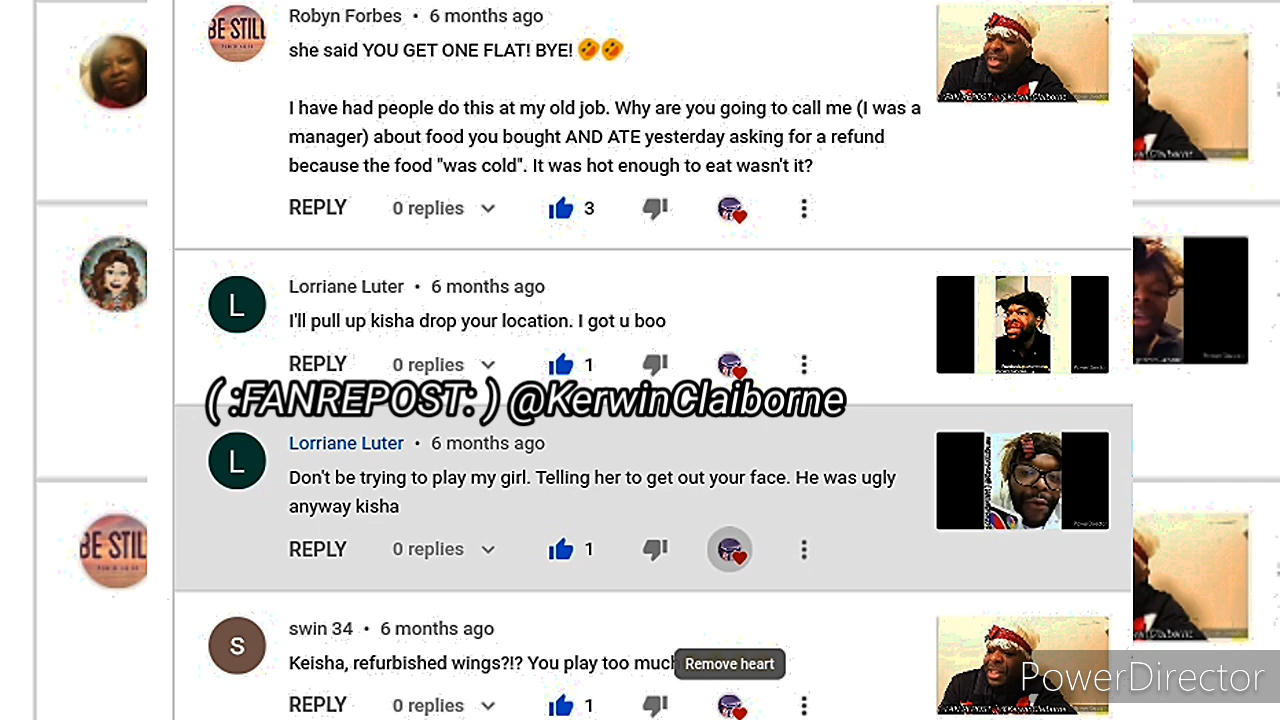 BE STILL
Robyn Forbes • 6 months ago
she said YOU GET ONE FLAT! BYE! 🤣🤣
I have had people do this at my old job. Why are you going to call me (I was a
manager) about food you bought AND ATE yesterday asking for a refund
because the food "was cold". It was hot enough to eat wasn't it?
REPLY 0 replies 3
L
Lorriane Luter • 6 months ago
I'll pull up kisha drop your location. I got u boo
REPLY 0 replies 1
( :FANREPOST: ) @KerwinClaiborne
L
Lorriane Luter • 6 months ago
Don't be trying to play my girl. Telling her to get out your face. He was ugly
anyway kisha
REPLY 0 replies 1
BE STIL
S
swin 34 • 6 months ago
Keisha, refurbished wings?!? You play too much
Remove heart
REPLY 0 replies 1
PowerDirector